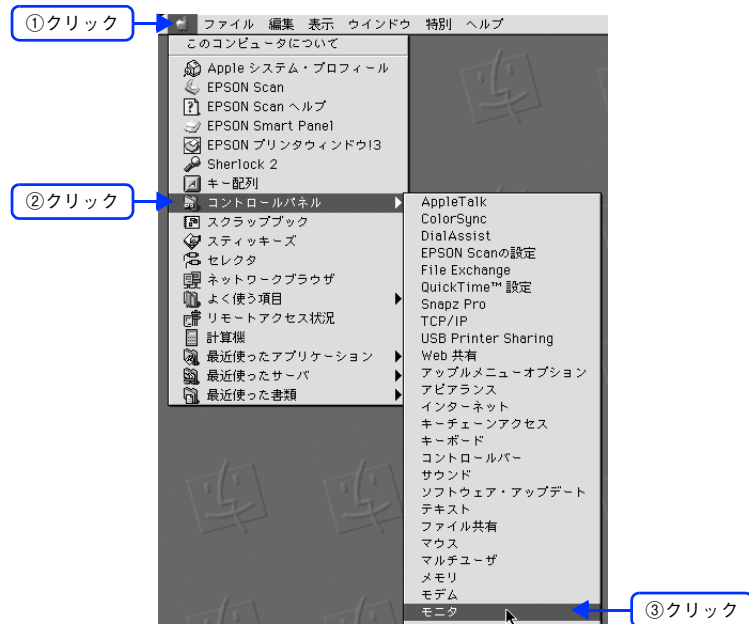 ①クリック
ファイル 編集 表示 ウインドウ 特別 ヘルプ
このコンピュータについて
Apple システム・プロフィール
EPSON Scan
EPSON Scan ヘルプ
EPSON Smart Panel
EPSON プリンタウィンドウ!3
Sherlock 2
キー配列
②クリック
コントロールパネル
スクラップブック
スティッキーズ
セレクタ
ネットワークブラウザ
よく使う項目
リモートアクセス状況
計算機
最近使ったアプリケーション
最近使ったサーバ
最近使った書類
AppleTalk
ColorSync
DialAssist
EPSON Scanの設定
File Exchange
QuickTime™ 設定
Snapz Pro
TCP/IP
USB Printer Sharing
Web 共有
アップルメニューオプション
アピアランス
インターネット
キーチェーンアクセス
キーボード
コントロールバー
サウンド
ソフトウェア・アップデート
テキスト
ファイル共有
マウス
マルチユーザ
メモリ
モデム
モニタ
③クリック